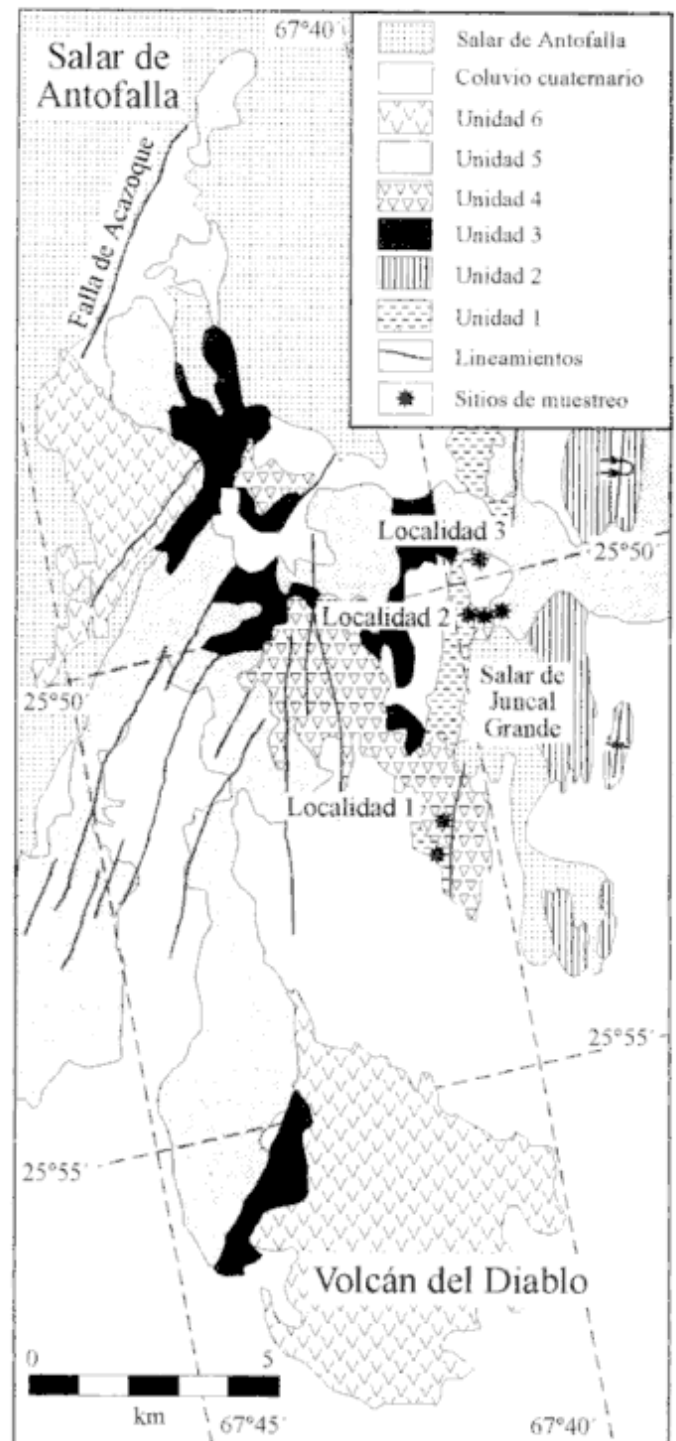 67°40´
Salar de
Antofalla
Falla de Acazoque
Salar de Antofalla
Coluvio cuaternario
Unidad 6
Unidad 5
Unidad 4
Unidad 3
Unidad 2
Unidad 1
Lineamientos
Sitios de muestreo
Localidad 3
25°50´
Localidad 2
25°50´
Salar de
Juncal
Grande
Localidad 1
25°55´
25°55´
Volcán del Diablo
0 5
km
67°45´
67°40´